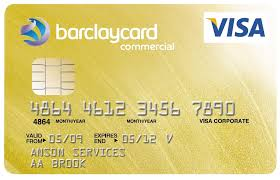 barclaycard
commercial
VISA
4864 4612 3456 7890
4864 MONTH/YEAR MONTH/YEAR VISA CORPORATE
VALID FROM 05/09 EXPIRES END 05/12 V
ANSON SERVICES
AA BROOK